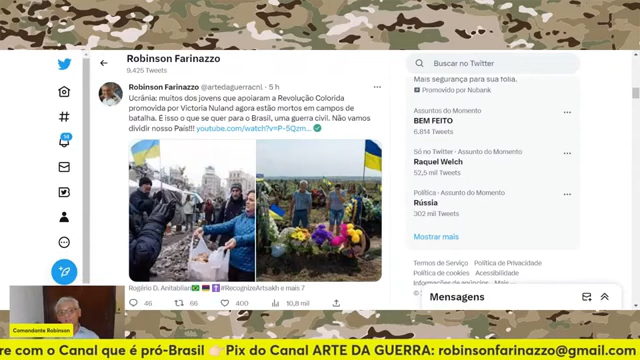 Robinson Farinazzo
9.425 Tweets
Buscar no Twitter
Robinson Farinazzo @artedaguerracnl · 5 h
Ucrânia: muitos dos jovens que apoiaram a Revolução Colorida
promovida por Victoria Nuland agora estão mortos em campos de
batalha. É isso o que se quer para o Brasil, uma guerra civil. Não vamos
dividir nosso País!!! youtube.com/watch?v=P-5Qzm...
Rogério D. Anitablian #RecognizeArtsakh e mais 7
46
66
400
10,8 mil
14
Mais segurança para sua folia.
Promovido por Nubank
Assuntos do Momento
BEM FEITO
6.814 Tweets
Só no Twitter · Assunto do Momento
Raquel Welch
52,5 mil Tweets
Política · Assunto do Momento
Rússia
302 mil Tweets
Mostrar mais
Termos de Serviço Política de Privacidade
Política de cookies Acessibilidade
Informações de anúncios Mais
Mensagens
Comandante Robinson
re com o Canal que é pró-Brasil 👉Pix do Canal ARTE DA GUERRA: robinsonfarinazzo@gmail.com